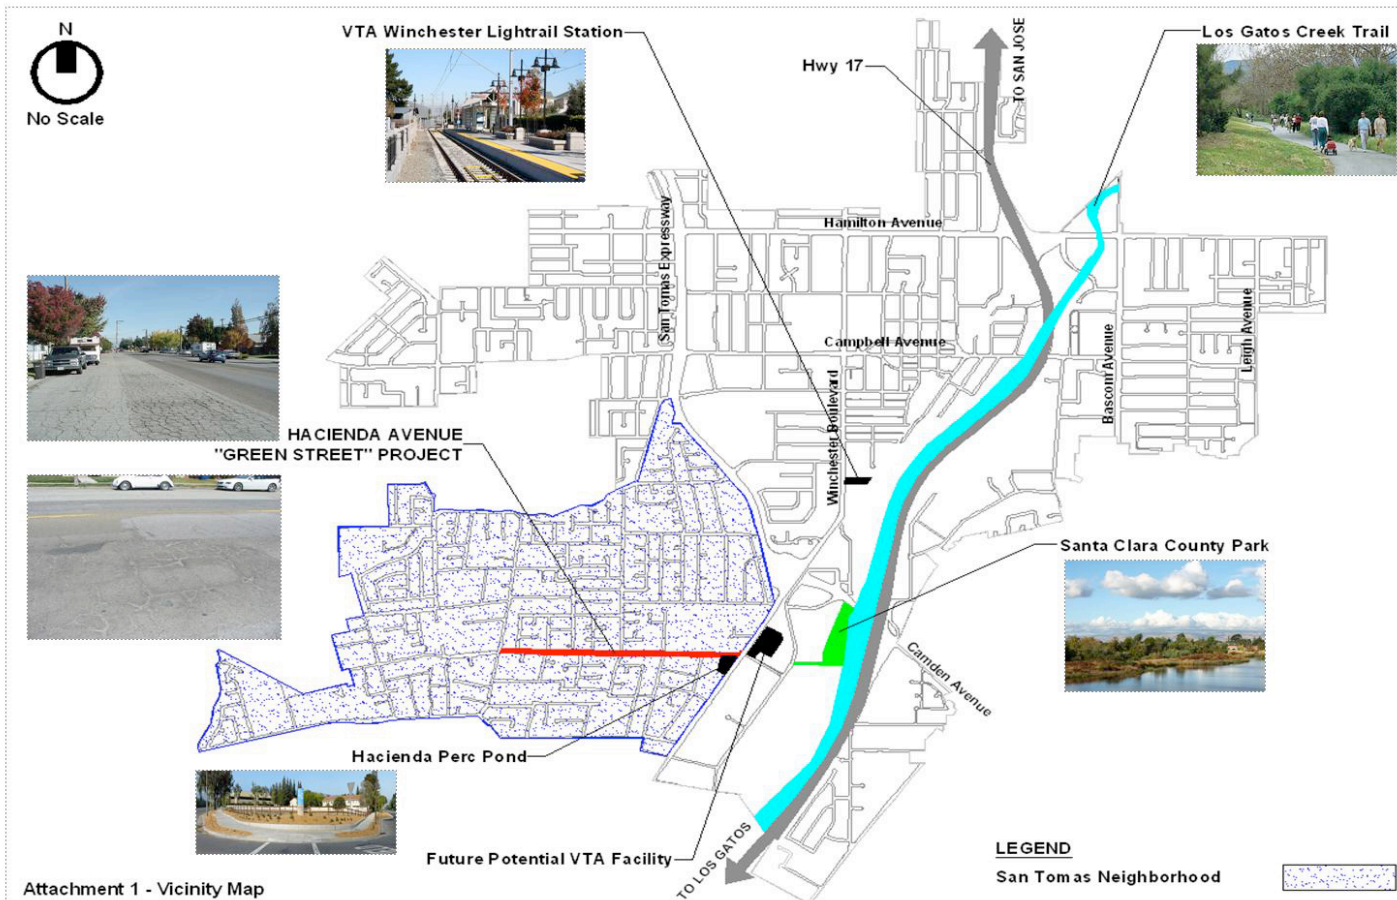 N
No Scale
VTA Winchester Lightrail Station
Hwy 17
TO SAN JOSE
Los Gatos Creek Trail
San Tomas Expressway
Hamilton Avenue
Campbell Avenue
Winchester Boulevard
Bascom Avenue
Leigh Avenue
HACIENDA AVENUE
"GREEN STREET" PROJECT
Santa Clara County Park
Camden Avenue
Hacienda Perc Pond
Future Potential VTA Facility
TO LOS GATOS
LEGEND
San Tomas Neighborhood
Attachment 1 - Vicinity Map